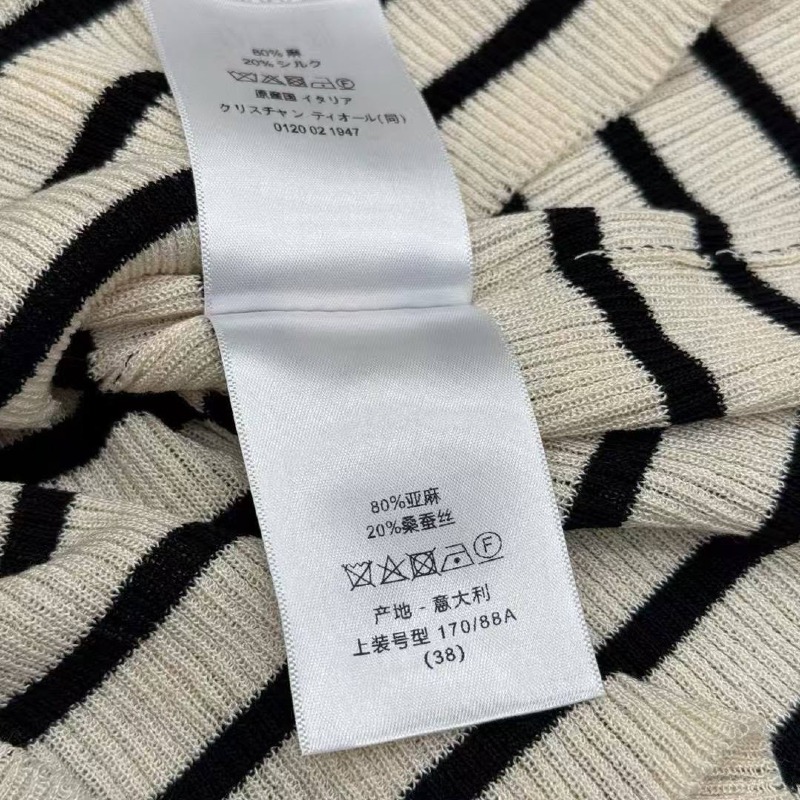 80% 麻
20% シルク
原産国 イタリア
クリスチャン ディオール(同)
0120 02 1947
80%亚麻
20%桑蚕丝
F
产地 - 意大利
上装号型 170/88A
(38)